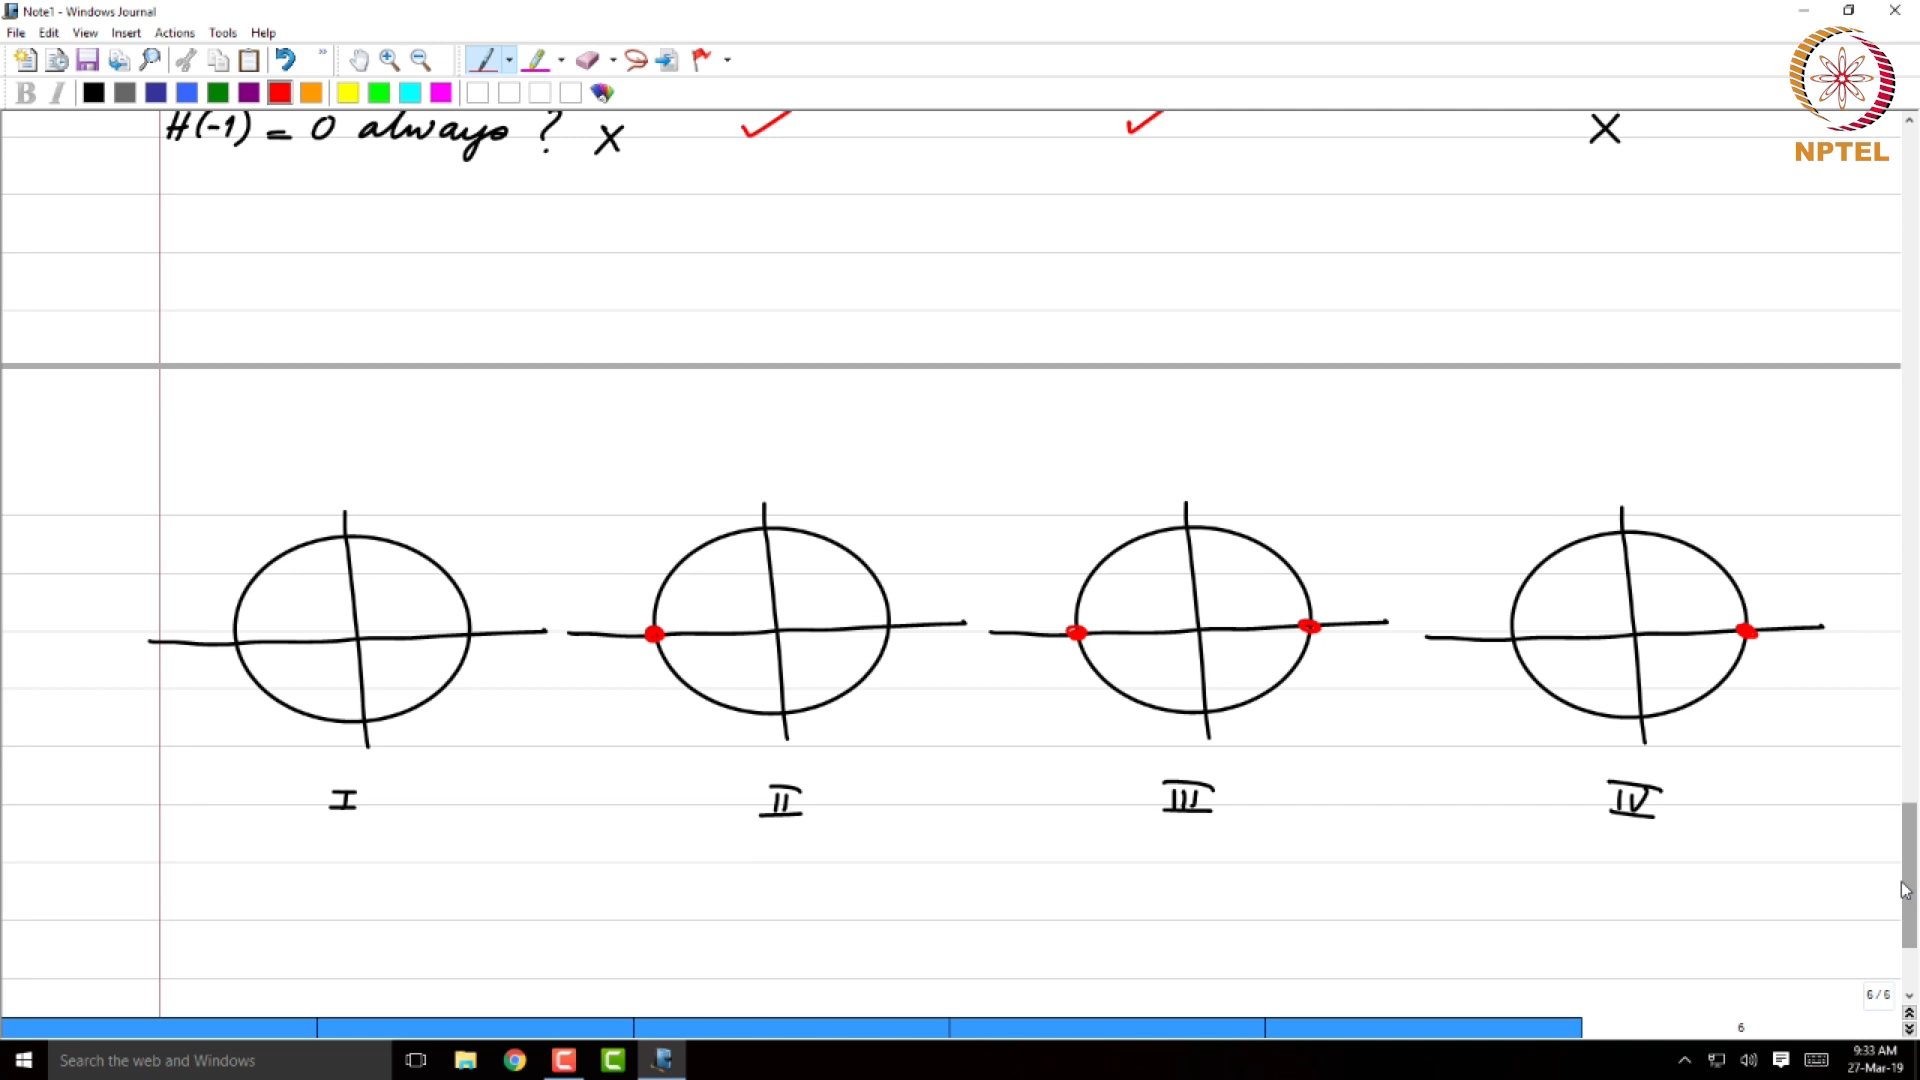 Note1 - Windows Journal
File Edit View Insert Actions Tools Help
B I
NPTEL
H(-1) = 0 always ? X ✓ ✓ X
I II III IV
6 / 6
6
Search the web and Windows
9:33 AM
27-Mar-19